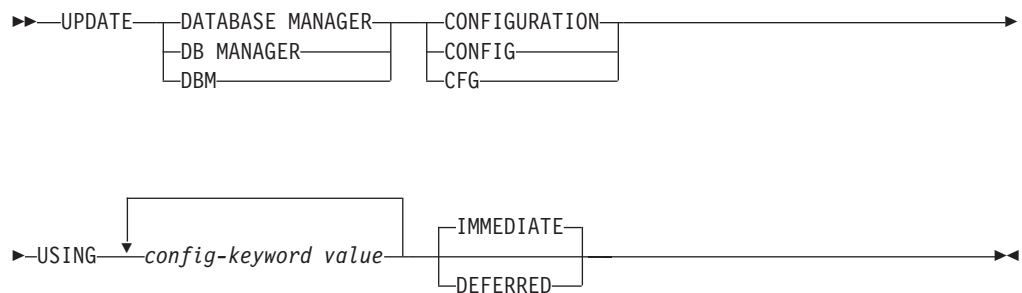 UPDATE DATABASE MANAGER CONFIGURATION
DB MANAGER CONFIG
DBM CFG
USING config-keyword value IMMEDIATE
DEFERRED